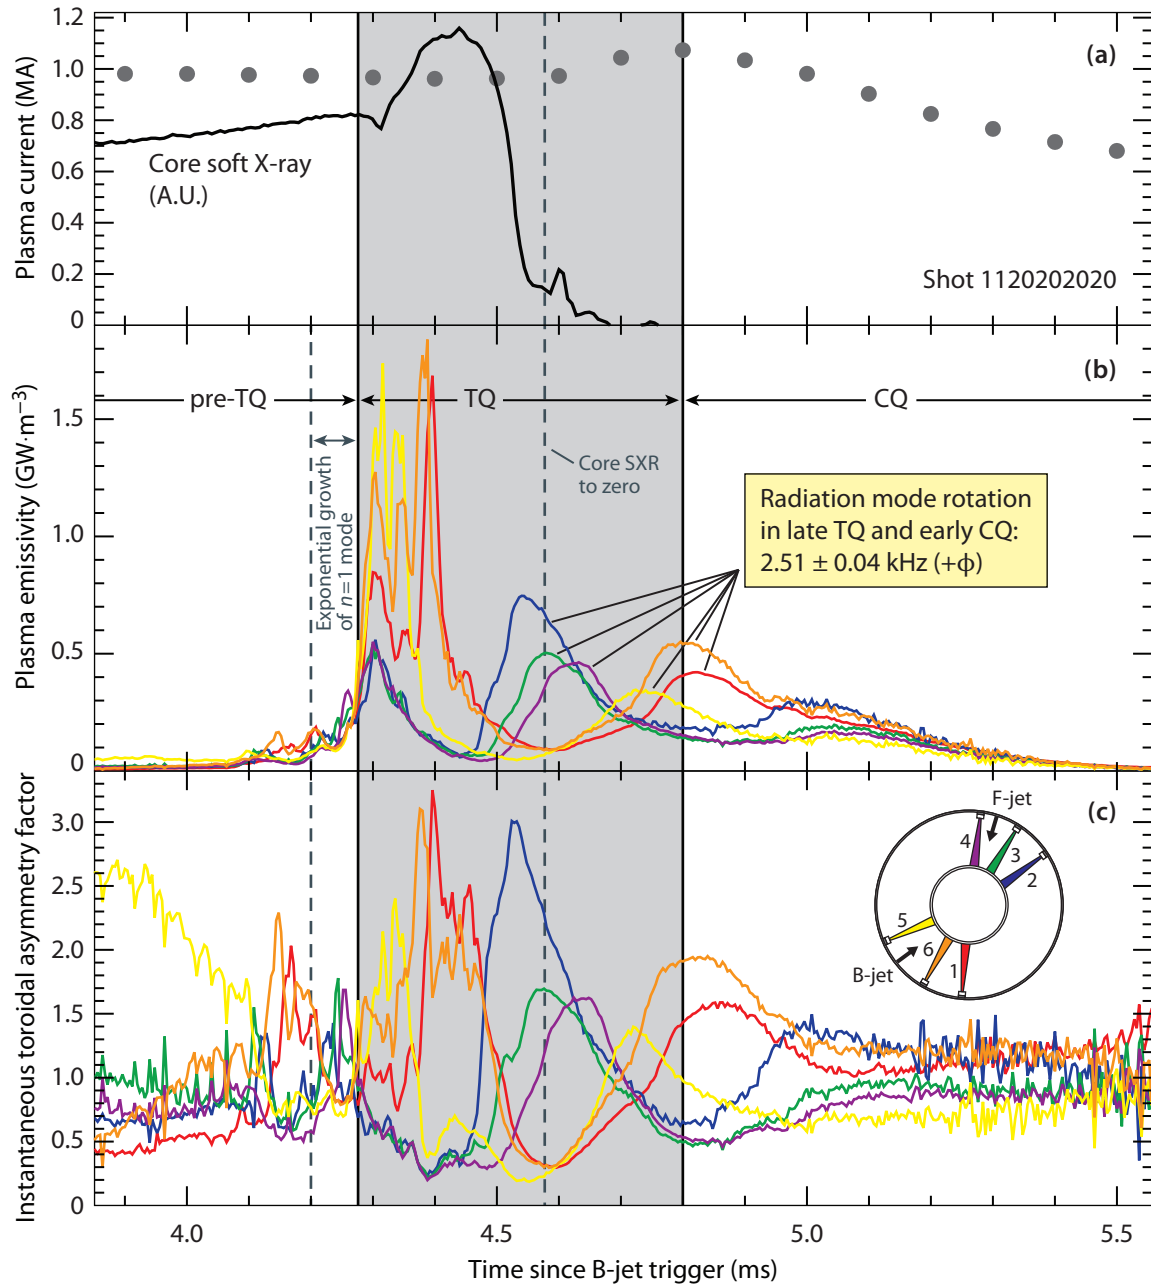 1.2
1.0
0.8
0.6
0.4
0.2
0
Plasma current (MA)
(a)
Core soft X-ray
(A.U.)
Shot 1120202020
1.5
1.0
0.5
0
Plasma emissivity (GW·m⁻³)
(b)
pre-TQ
TQ
CQ
Exponential growth
of n=1 mode
Core SXR
to zero
Radiation mode rotation
in late TQ and early CQ:
2.51 ± 0.04 kHz (+ϕ)
3.0
2.5
2.0
1.5
1.0
0.5
0
Instantaneous toroidal asymmetry factor
(c)
F-jet
4
3
2
5
6
1
B-jet
4.0
4.5
5.0
5.5
Time since B-jet trigger (ms)